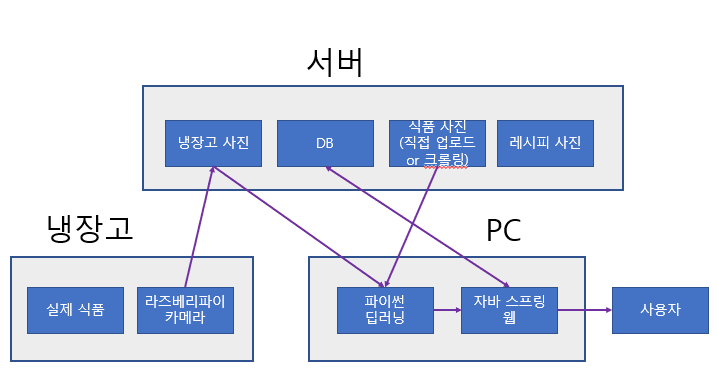 서버
냉장고 사진
DB
식품 사진
(직접 업로드
or 크롤링)
레시피 사진
냉장고
PC
실제 식품
라즈베리파이
카메라
파이썬
딥러닝
자바 스프링
웹
사용자